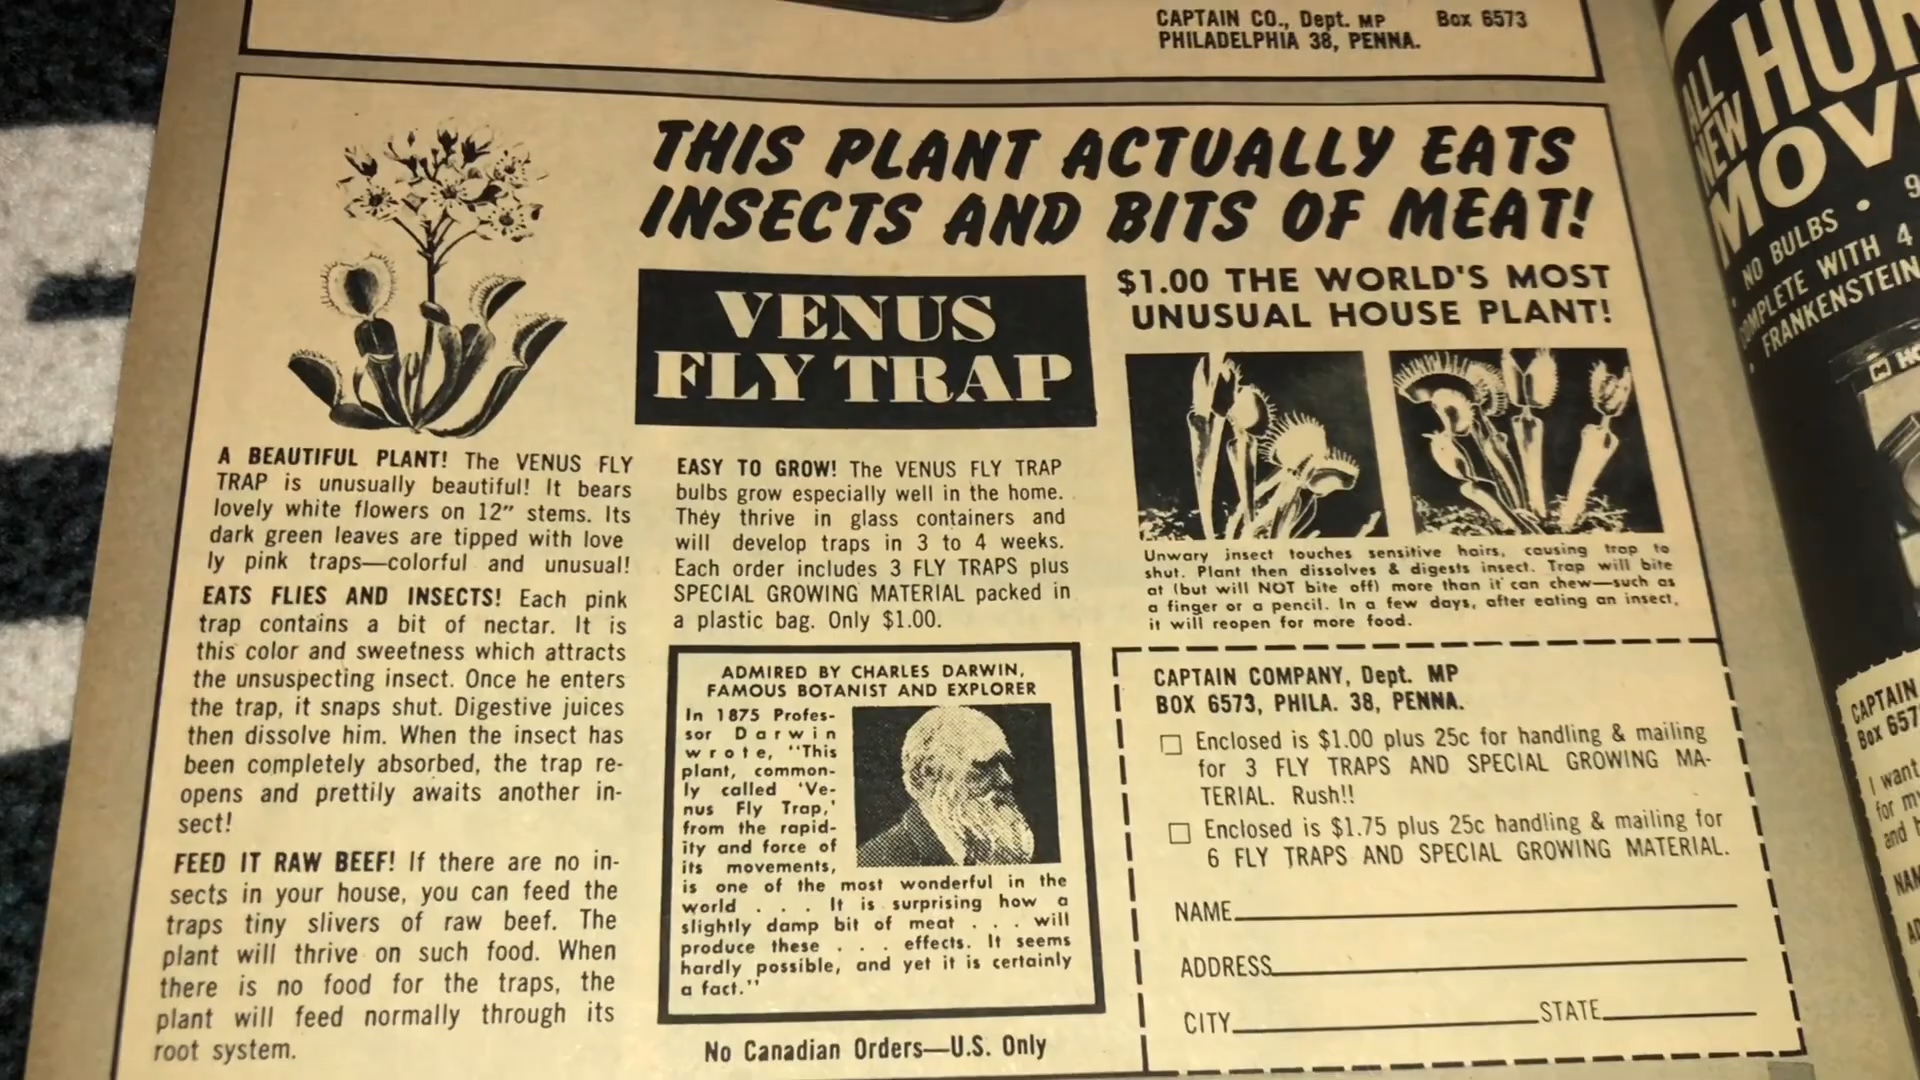 CAPTAIN CO., Dept. MP Box 6573
PHILADELPHIA 38, PENNA.
THIS PLANT ACTUALLY EATS
INSECTS AND BITS OF MEAT!
VENUS
FLY TRAP
$1.00 THE WORLD'S MOST
UNUSUAL HOUSE PLANT!
A BEAUTIFUL PLANT! The VENUS FLY
TRAP is unusually beautiful! It bears
lovely white flowers on 12" stems. Its
dark green leaves are tipped with love
ly pink traps—colorful and unusual!
EATS FLIES AND INSECTS! Each pink
trap contains a bit of nectar. It is
this color and sweetness which attracts
the unsuspecting insect. Once he enters
the trap, it snaps shut. Digestive juices
then dissolve him. When the insect has
been completely absorbed, the trap re-
opens and prettily awaits another in-
sect!
FEED IT RAW BEEF! If there are no in-
sects in your house, you can feed the
traps tiny slivers of raw beef. The
plant will thrive on such food. When
there is no food for the traps, the
plant will feed normally through its
root system.
EASY TO GROW! The VENUS FLY TRAP
bulbs grow especially well in the home.
They thrive in glass containers and
will develop traps in 3 to 4 weeks.
Each order includes 3 FLY TRAPS plus
SPECIAL GROWING MATERIAL packed in
a plastic bag. Only $1.00.
ADMIRED BY CHARLES DARWIN,
FAMOUS BOTANIST AND EXPLORER
In 1875 Profes-
sor Darwin
wrote, "This
plant, common-
ly called 'Ve-
nus Fly Trap,'
from the rapid-
ity and force of
its movements,
is one of the most wonderful in the
world . . . It is surprising how a
slightly damp bit of meat . . . will
produce these . . . effects. It seems
hardly possible, and yet it is certainly
a fact."
No Canadian Orders—U.S. Only
Unwary insect touches sensitive hairs, causing trap to
shut. Plant then dissolves & digests insect. Trap will bite
at (but will NOT bite off) more than it can chew—such as
a finger or a pencil. In a few days, after eating an insect,
it will reopen for more food.
CAPTAIN COMPANY, Dept. MP
BOX 6573, PHILA. 38, PENNA.
Enclosed is $1.00 plus 25c for handling & mailing
for 3 FLY TRAPS AND SPECIAL GROWING MA-
TERIAL. Rush!!
Enclosed is $1.75 plus 25c handling & mailing for
6 FLY TRAPS AND SPECIAL GROWING MATERIAL.
NAME
ADDRESS
CITY STATE
ALL
NEW
NO BULBS •
COMPLETE WITH 4
FRANKENSTEIN
CAPTAIN
I want
for my
and